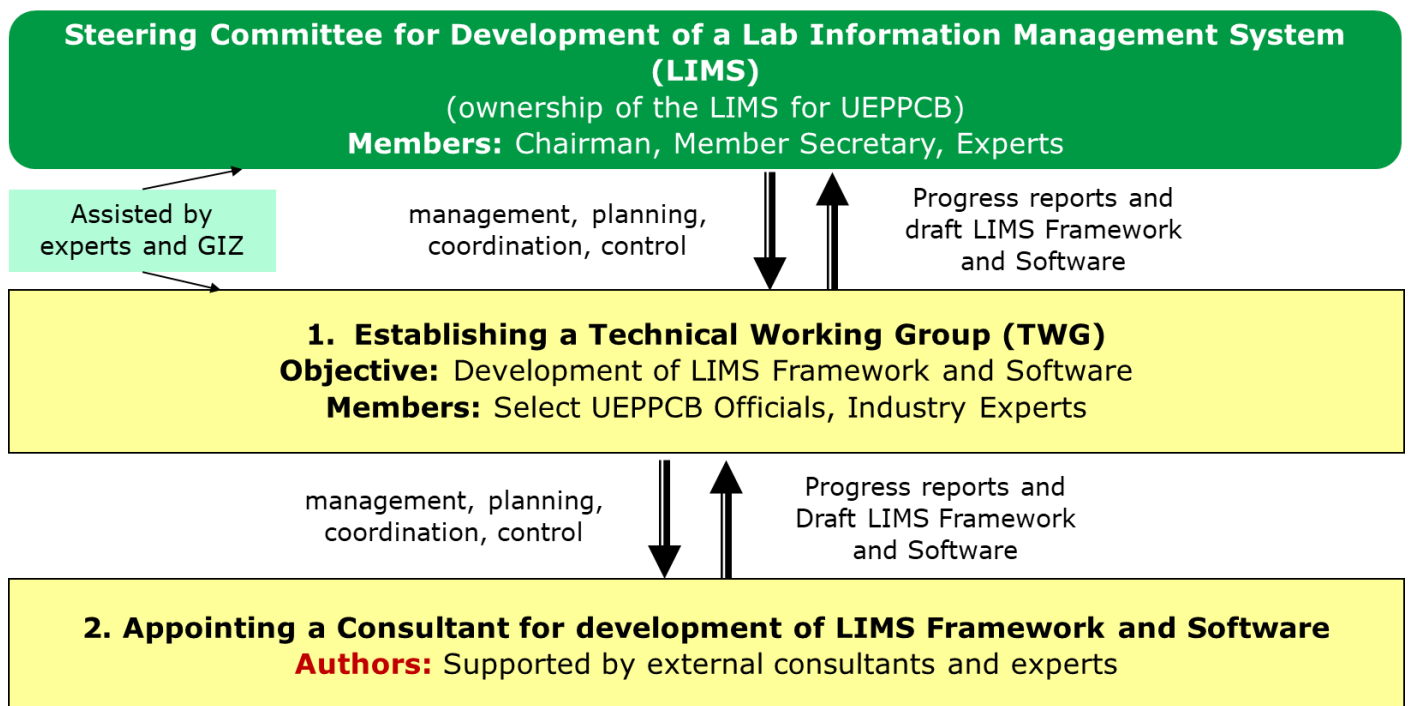 Steering Committee for Development of a Lab Information Management System
(LIMS)
(ownership of the LIMS for UEPPCB)
Members: Chairman, Member Secretary, Experts
Assisted by
experts and GIZ
management, planning,
coordination, control
Progress reports and
draft LIMS Framework
and Software
1. Establishing a Technical Working Group (TWG)
Objective: Development of LIMS Framework and Software
Members: Select UEPPCB Officials, Industry Experts
management, planning,
coordination, control
Progress reports and
Draft LIMS Framework
and Software
2. Appointing a Consultant for development of LIMS Framework and Software
Authors: Supported by external consultants and experts